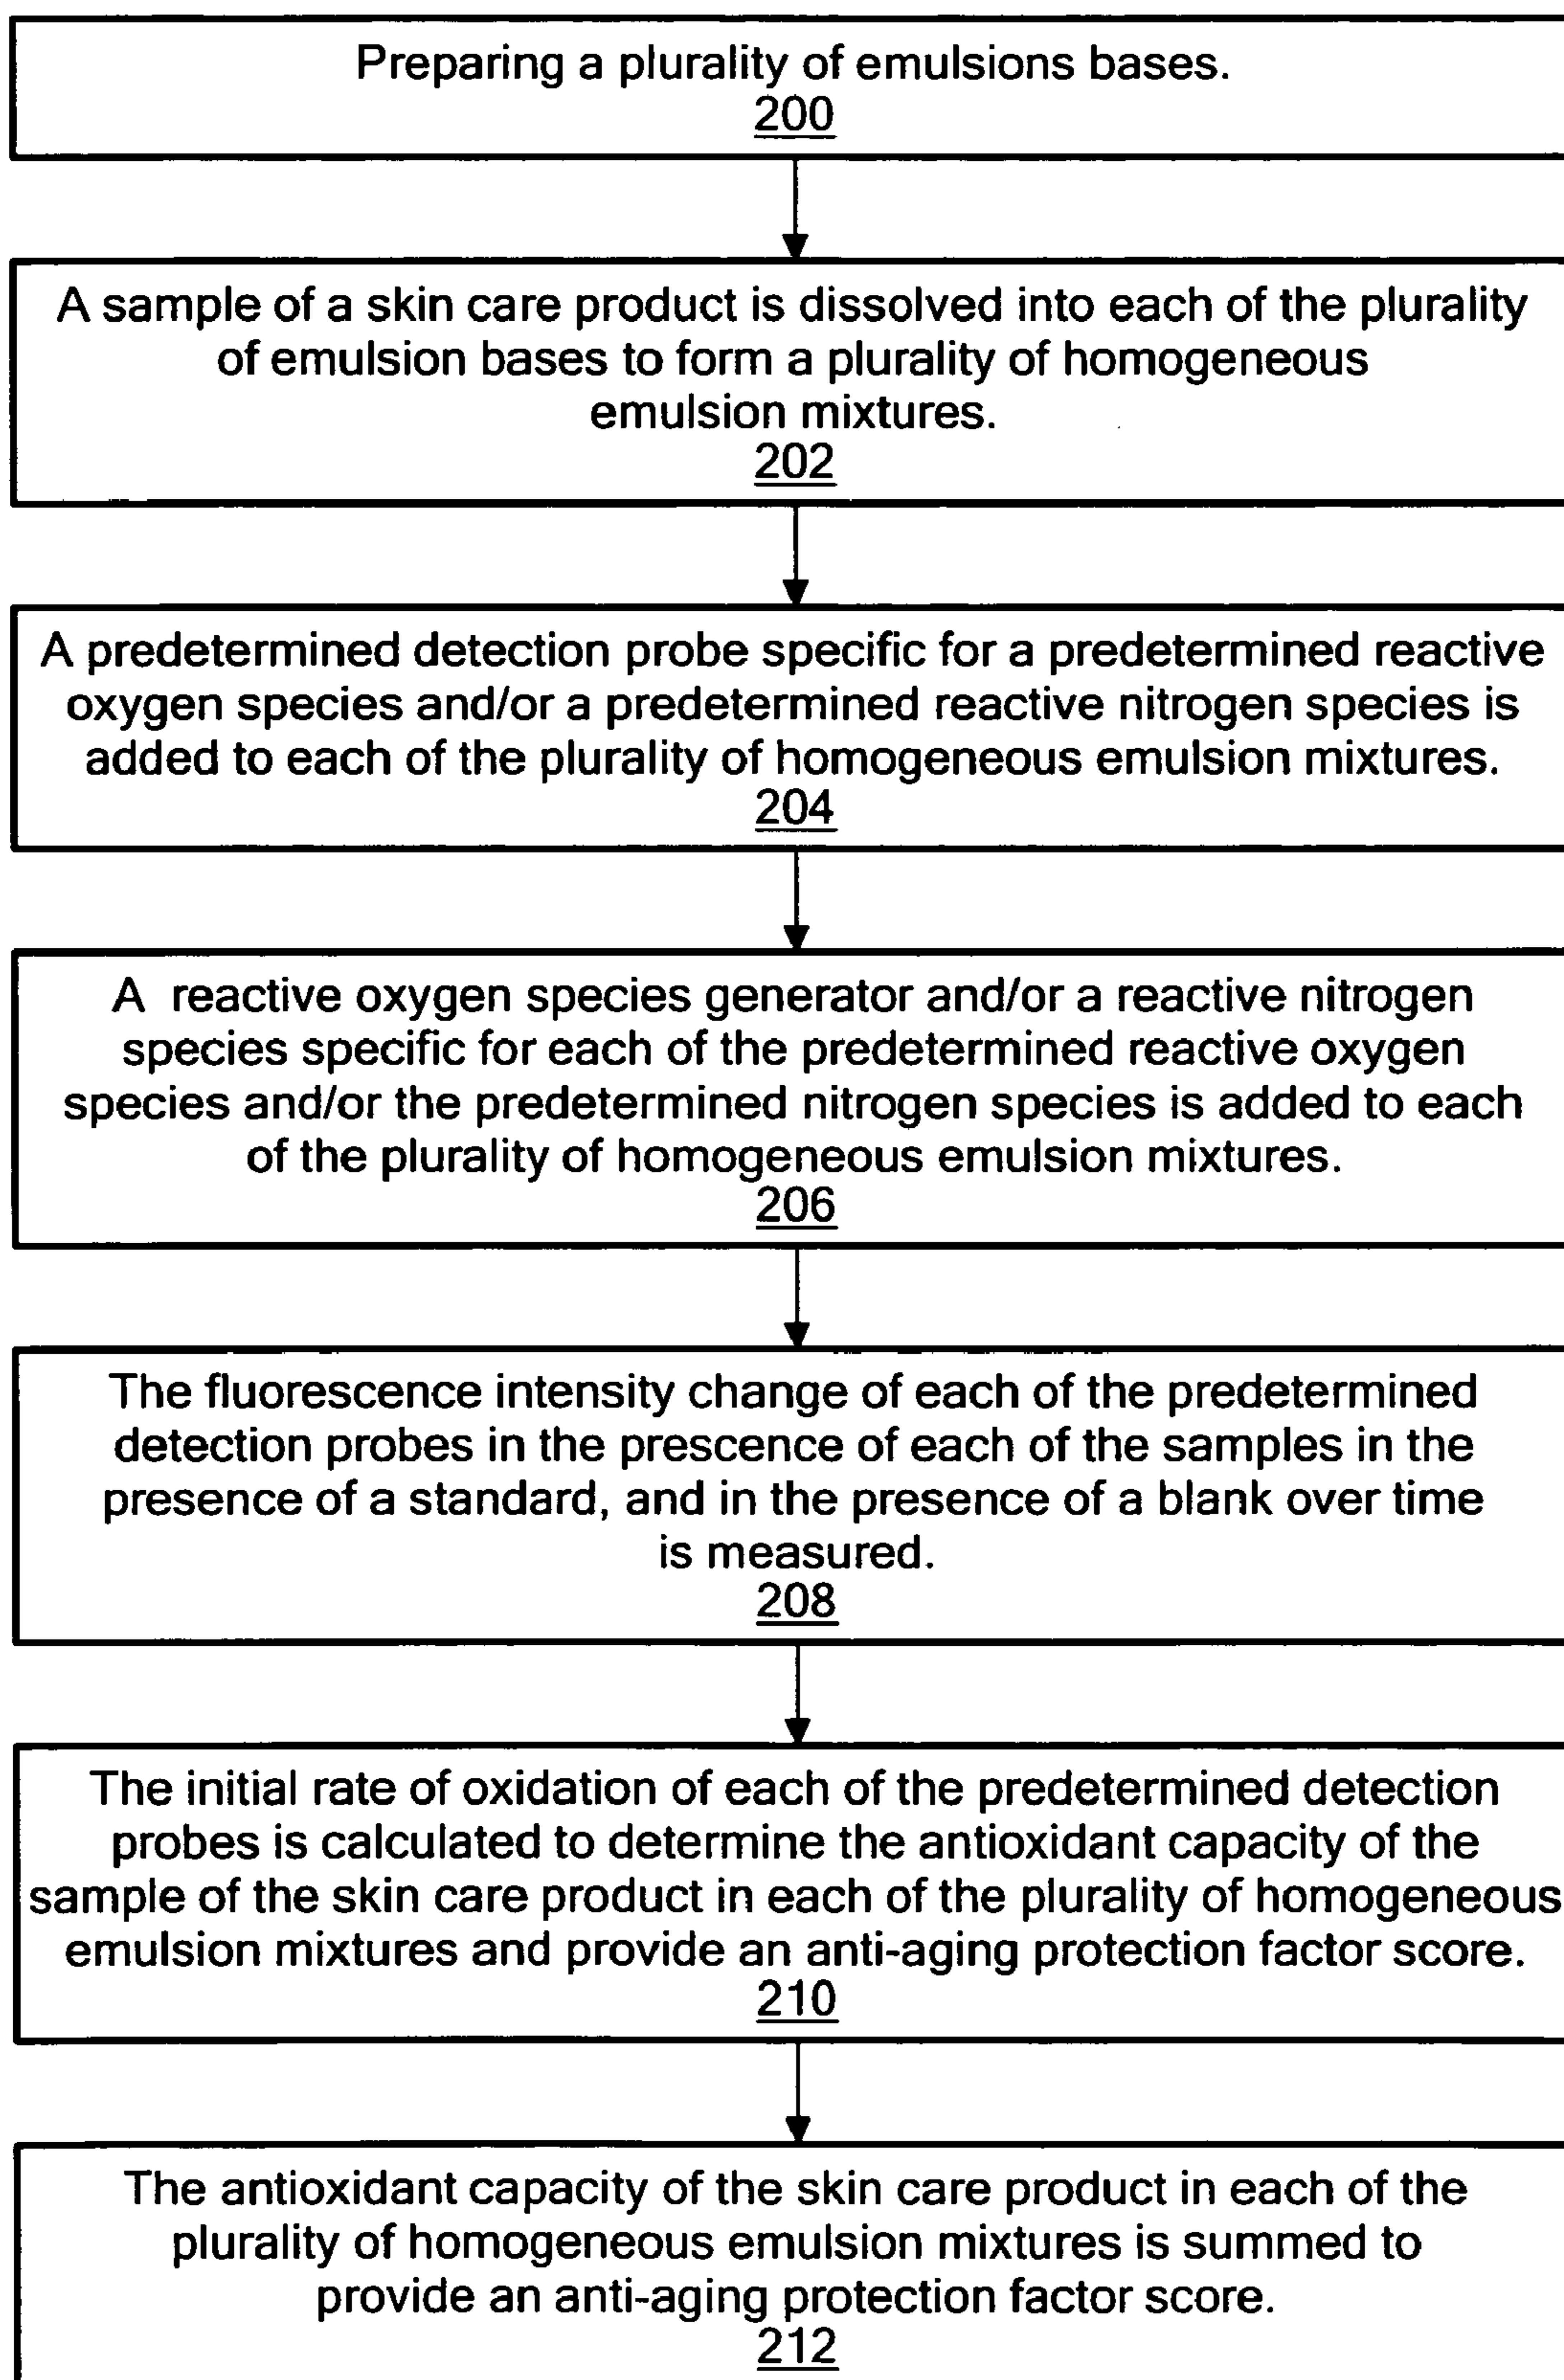 Preparing a plurality of emulsions bases.
200
A sample of a skin care product is dissolved into each of the plurality
of emulsion bases to form a plurality of homogeneous
emulsion mixtures.
202
A predetermined detection probe specific for a predetermined reactive
oxygen species and/or a predetermined reactive nitrogen species is
added to each of the plurality of homogeneous emulsion mixtures.
204
A reactive oxygen species generator and/or a reactive nitrogen
species specific for each of the predetermined reactive oxygen
species and/or the predetermined nitrogen species is added to each
of the plurality of homogeneous emulsion mixtures.
206
The fluorescence intensity change of each of the predetermined
detection probes in the prescence of each of the samples in the
presence of a standard, and in the presence of a blank over time
is measured.
208
The initial rate of oxidation of each of the predetermined detection
probes is calculated to determine the antioxidant capacity of the
sample of the skin care product in each of the plurality of homogeneous
emulsion mixtures and provide an anti-aging protection factor score.
210
The antioxidant capacity of the skin care product in each of the
plurality of homogeneous emulsion mixtures is summed to
provide an anti-aging protection factor score.
212